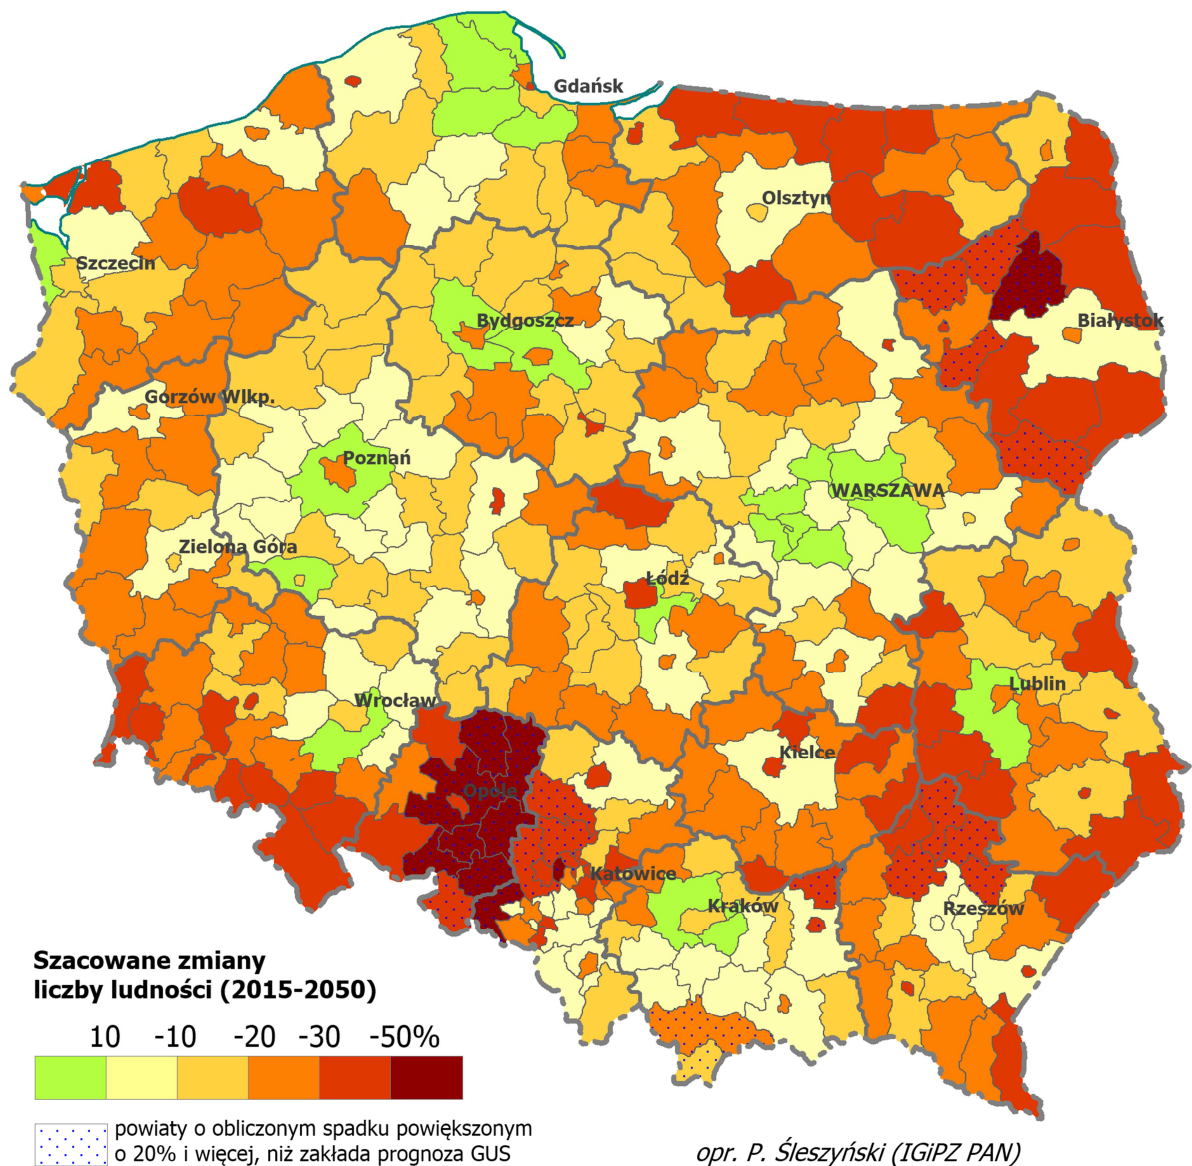 Gdańsk
Olsztyn
Szczecin
Bydgoszcz
Białystok
Gorzów Wlkp.
Poznań
WARSZAWA
Zielona Góra
Łódź
Lublin
Wrocław
Kielce
Opole
Katowice
Kraków
Rzeszów
Szacowane zmiany
liczby ludności (2015-2050)
10 -10 -20 -30 -50%
powiaty o obliczonym spadku powiększonym
o 20% i więcej, niż zakłada prognoza GUS
opr. P. Śleszyński (IGiPZ PAN)